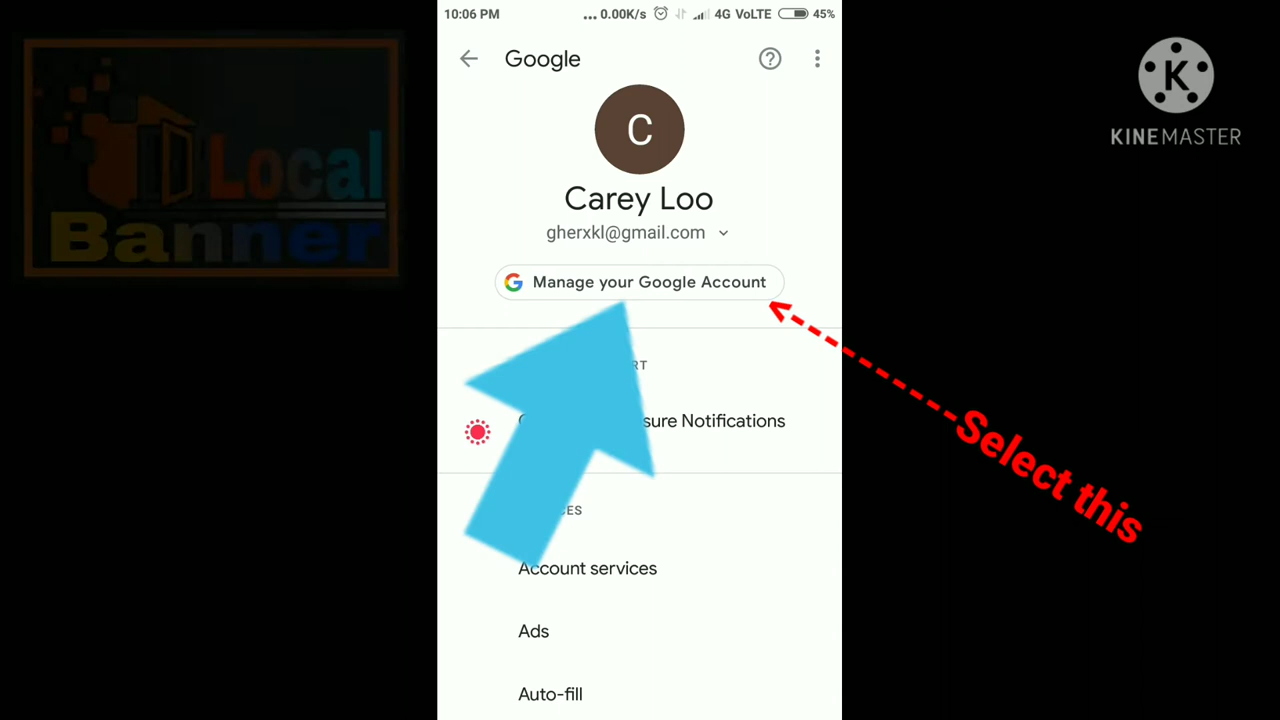 10:06 PM ... 0.00K/s 4G VoLTE 45%
Google
C
Carey Loo
gherxkl@gmail.com
Manage your Google Account
sure Notifications
Account services
Ads
Auto-fill
Select this
Local
Banner
K
KINEMASTER